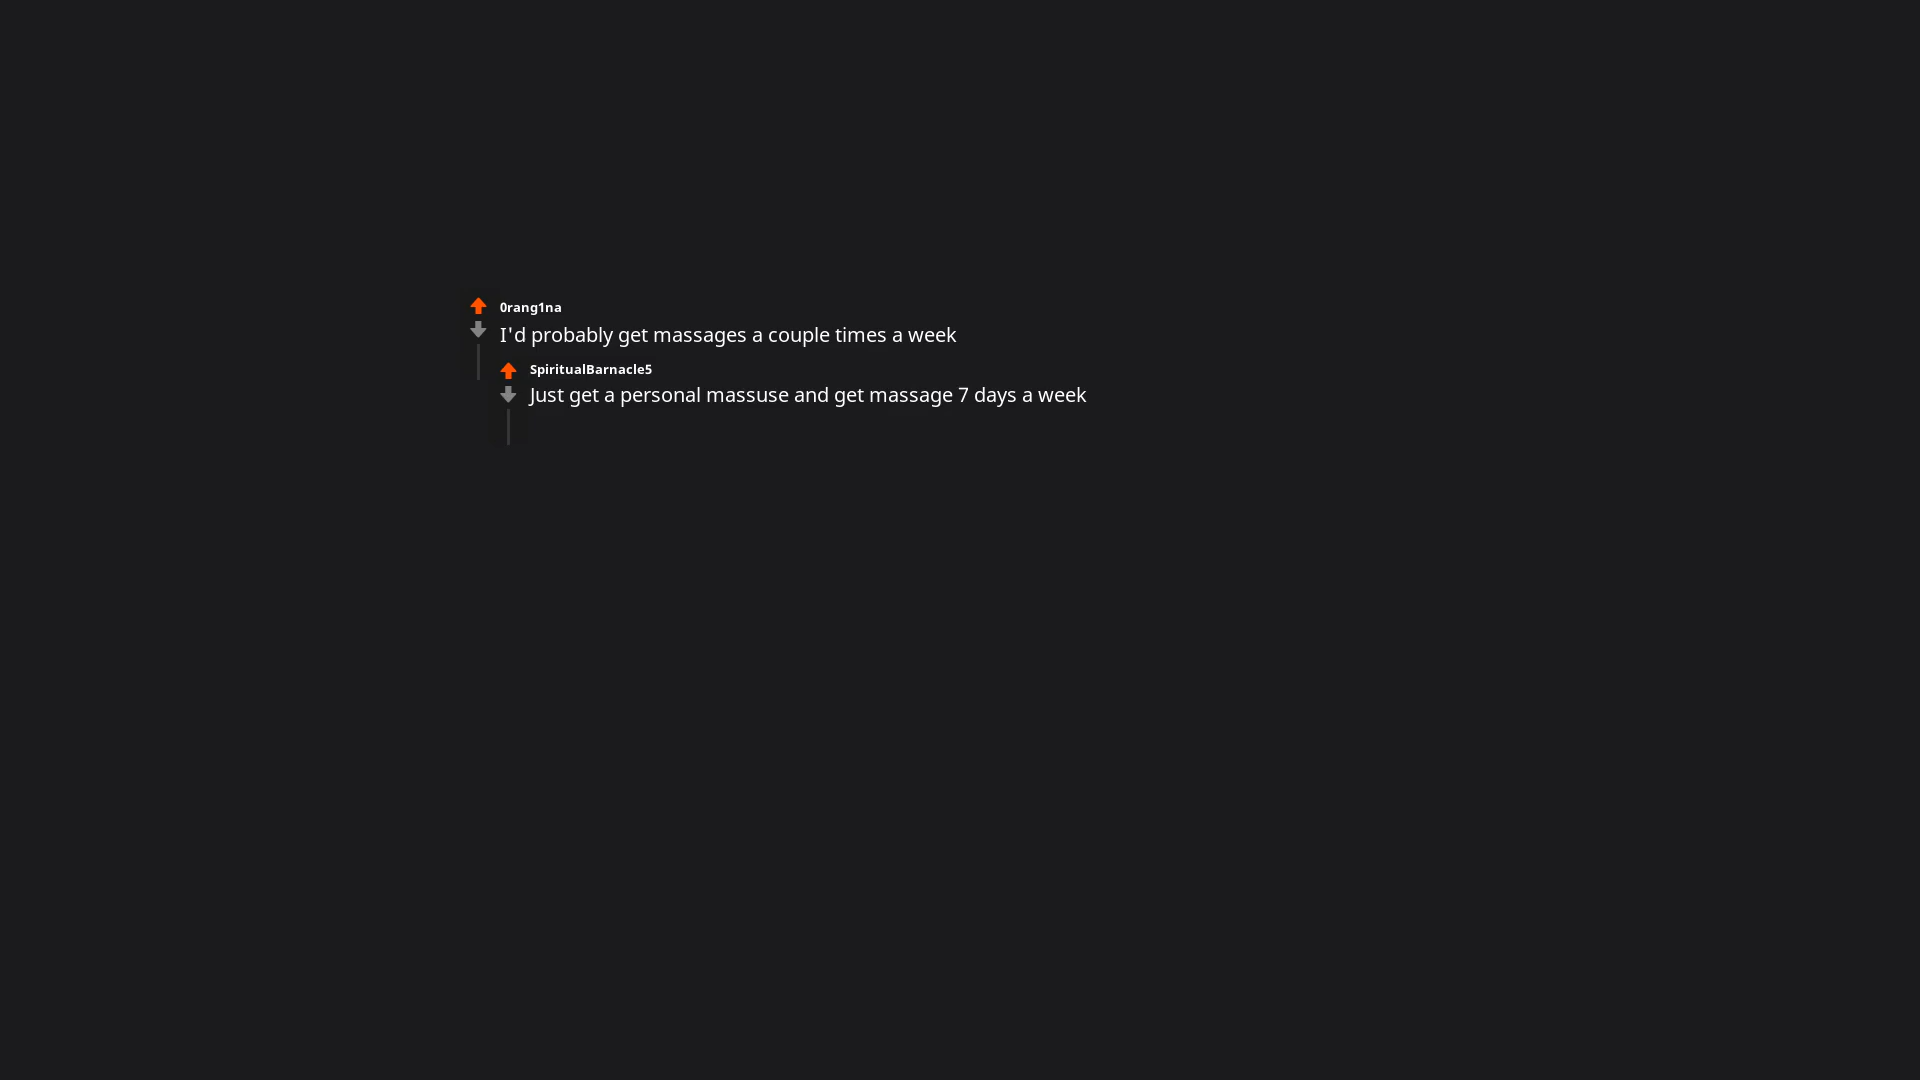 0rang1na
I'd probably get massages a couple times a week
SpiritualBarnacle5
Just get a personal massuse and get massage 7 days a week